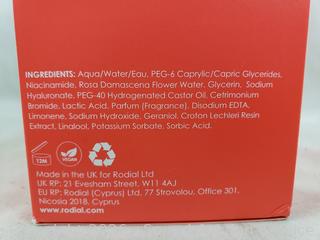 INGREDIENTS: Aqua/Water/Eau, PEG-6 Caprylic/Capric Glycerides,
Niacinamide, Rosa Damascena Flower Water, Glycerin, Sodium
Hyaluronate, PEG-40 Hydrogenated Castor Oil, Cetrimonium
Bromide, Lactic Acid, Parfum (Fragrance), Disodium EDTA,
Limonene, Sodium Hydroxide, Geraniol, Croton Lechleri Resin
Extract, Linalool, Potassium Sorbate, Sorbic Acid.
12M
VEGAN
Made in the UK for Rodial Ltd
UK RP: 21 Evesham Street, W11 4AJ
EU RP: Rodial (Cyprus) Ltd, 77 Strovolou, Office 301,
Nicosia 2018, Cyprus
www.rodial.com